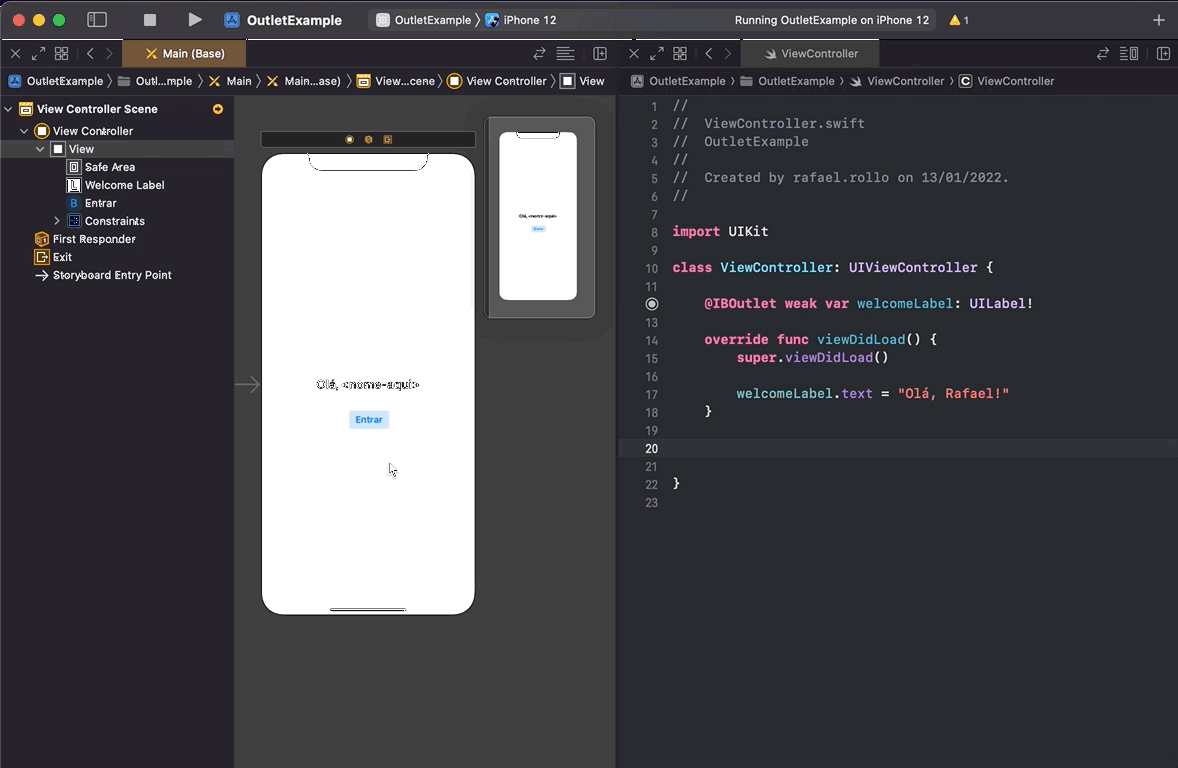 OutletExample
OutletExample 〉 iPhone 12
Running OutletExample on iPhone 12
1
Main (Base)
ViewController
OutletExample 〉 Outl...mple 〉 Main 〉 Main...ase) 〉 View...cene 〉 View Controller 〉 View
OutletExample 〉 OutletExample 〉 ViewController 〉 C ViewController
View Controller Scene
View Controller
View
Safe Area
L Welcome Label
B Entrar
Constraints
First Responder
Exit
Storyboard Entry Point
Olá, <nome-aqui>
Entrar
Olá, <nome-aqui>
Entrar
1 //
2 //  ViewController.swift
3 //  OutletExample
4 //
5 //  Created by rafael.rollo on 13/01/2022.
6 //
7
8 import UIKit
9
10 class ViewController: UIViewController {
11
@IBOutlet weak var welcomeLabel: UILabel!
13
14 override func viewDidLoad() {
15 super.viewDidLoad()
16
17 welcomeLabel.text = "Olá, Rafael!"
18 }
19
20
21
22 }
23